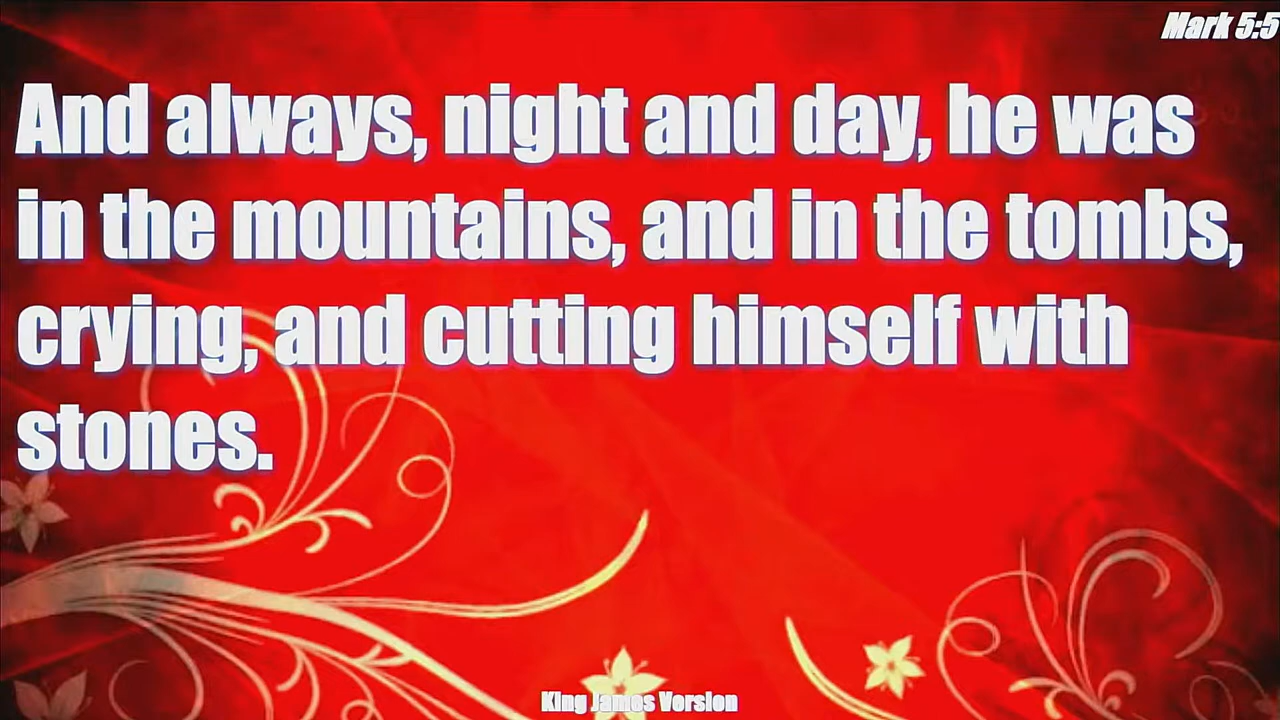 Mark 5:5
And always, night and day, he was
in the mountains, and in the tombs,
crying, and cutting himself with
stones.
King James Version